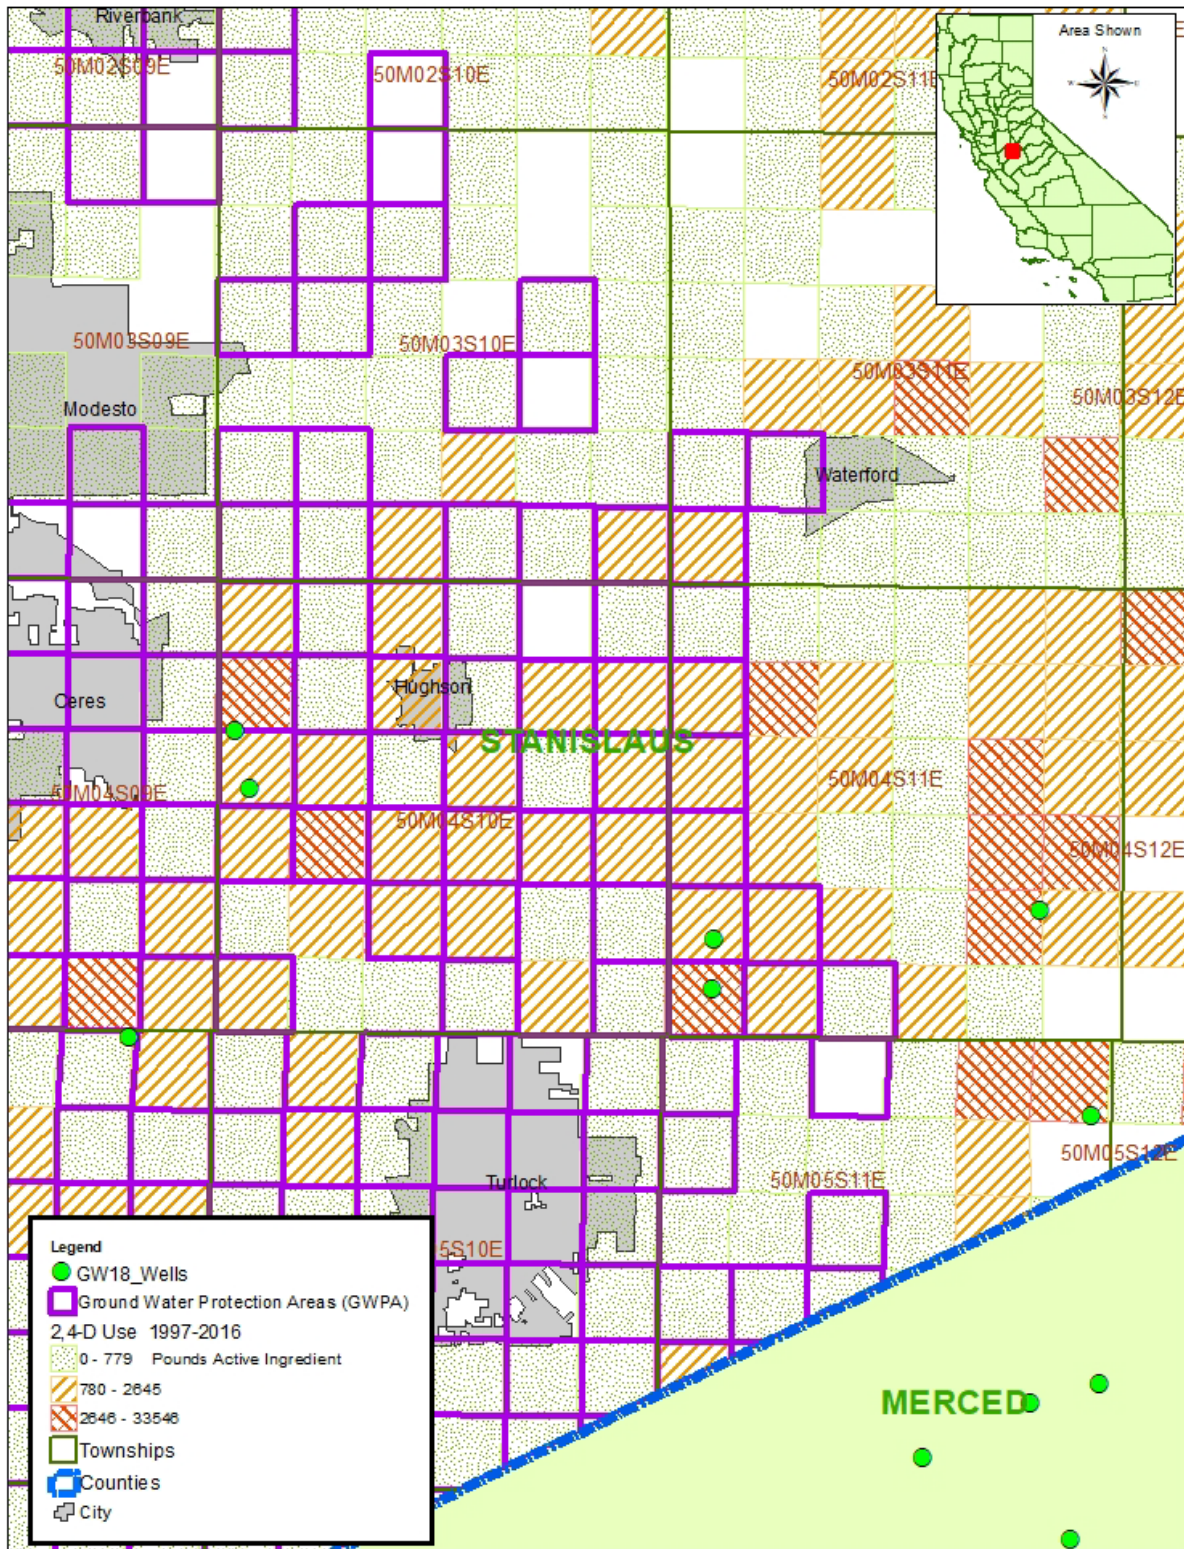 Riverbank
Area Shown
N
W
E
S
50M02S09E
50M02S10E
50M02S11E
50M03S09E
50M03S10E
50M03S11E
50M03S12E
Modesto
Waterford
Ceres
Hughson
STANISLAUS
50M04S09E
50M04S10E
50M04S11E
50M04S12E
Turlock
50M05S11E
50M05S12E
5S10E
MERCED
Legend
GW18_Wells
Ground Water Protection Areas (GWPA)
2,4-D Use 1997-2016
0 - 779 Pounds Active Ingredient
780 - 2645
2646 - 33546
Townships
Counties
City